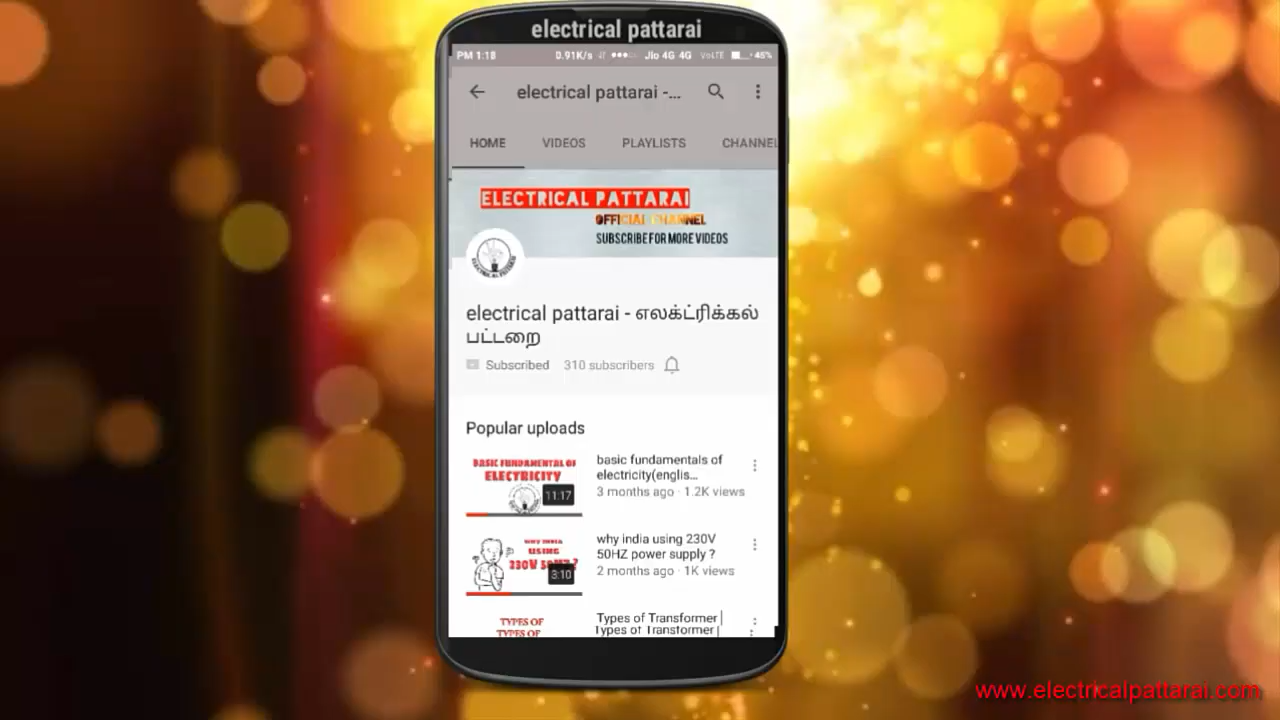 electrical pattarai
PM 1:18
0.91K/s
Jio 4G 4G
VoLTE
45%
electrical pattarai -...
HOME
VIDEOS
PLAYLISTS
CHANNEL
ELECTRICAL PATTARAI
OFFICIAL CHANNEL
SUBSCRIBE FOR MORE VIDEOS
electrical pattarai - எலக்ட்ரிக்கல்
பட்டறை
Subscribed
310 subscribers
Popular uploads
BASIC FUNDAMENTAL OF
ELECTRICITY
11:17
basic fundamentals of
electricity(englis...
3 months ago · 1.2K views
WHY INDIA
USING
230V 50HZ ?
3:10
why india using 230V
50HZ power supply ?
2 months ago · 1K views
TYPES OF
TYPES OF
Types of Transformer |
Types of Transformer |
www.electricalpattarai.com